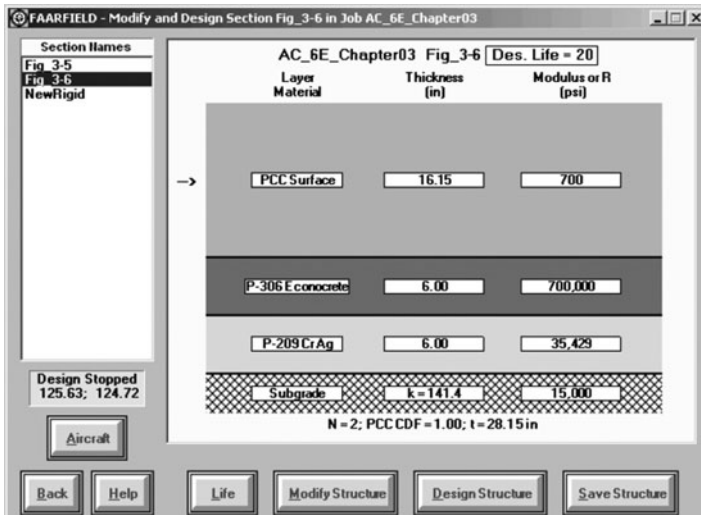 FAARFIELD - Modify and Design Section Fig_3-6 in Job AC_6E_Chapter03
Section Names
Fig_3-5
Fig_3-6
NewRigid
AC_6E_Chapter03 Fig_3-6 Des. Life = 20
Layer Material Thickness (in) Modulus or R (psi)
--> PCC Surface 16.15 700
P-306 Econocrete 6.00 700,000
P-209 Cr Ag 6.00 35,429
Subgrade k = 141.4 15,000
N = 2; PCC CDF = 1.00; t = 28.15 in
Design Stopped
125.63; 124.72
Aircraft
Back Help Life Modify Structure Design Structure Save Structure